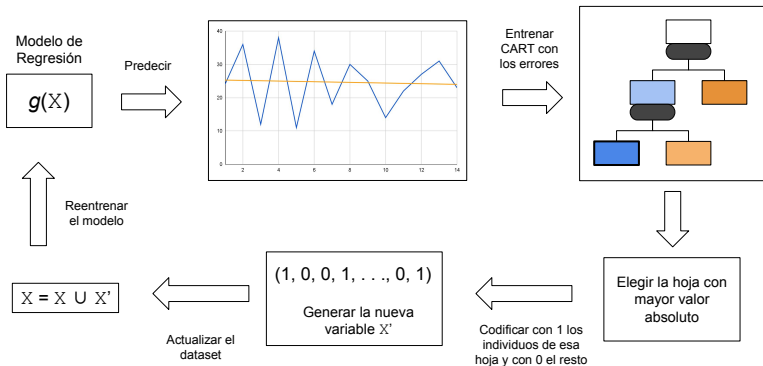 Modelo de
Regresión
g(X)
Predecir
40
30
20
10
0
2
4
6
8
10
12
14
Entrenar
CART con
los errores
Elegir la hoja con
mayor valor
absoluto
Codificar con 1 los
individuos de esa
hoja y con 0 el resto
(1, 0, 0, 1, . . ., 0, 1)
Generar la nueva
variable X'
Actualizar el
dataset
X = X ∪ X'
Reentrenar
el modelo